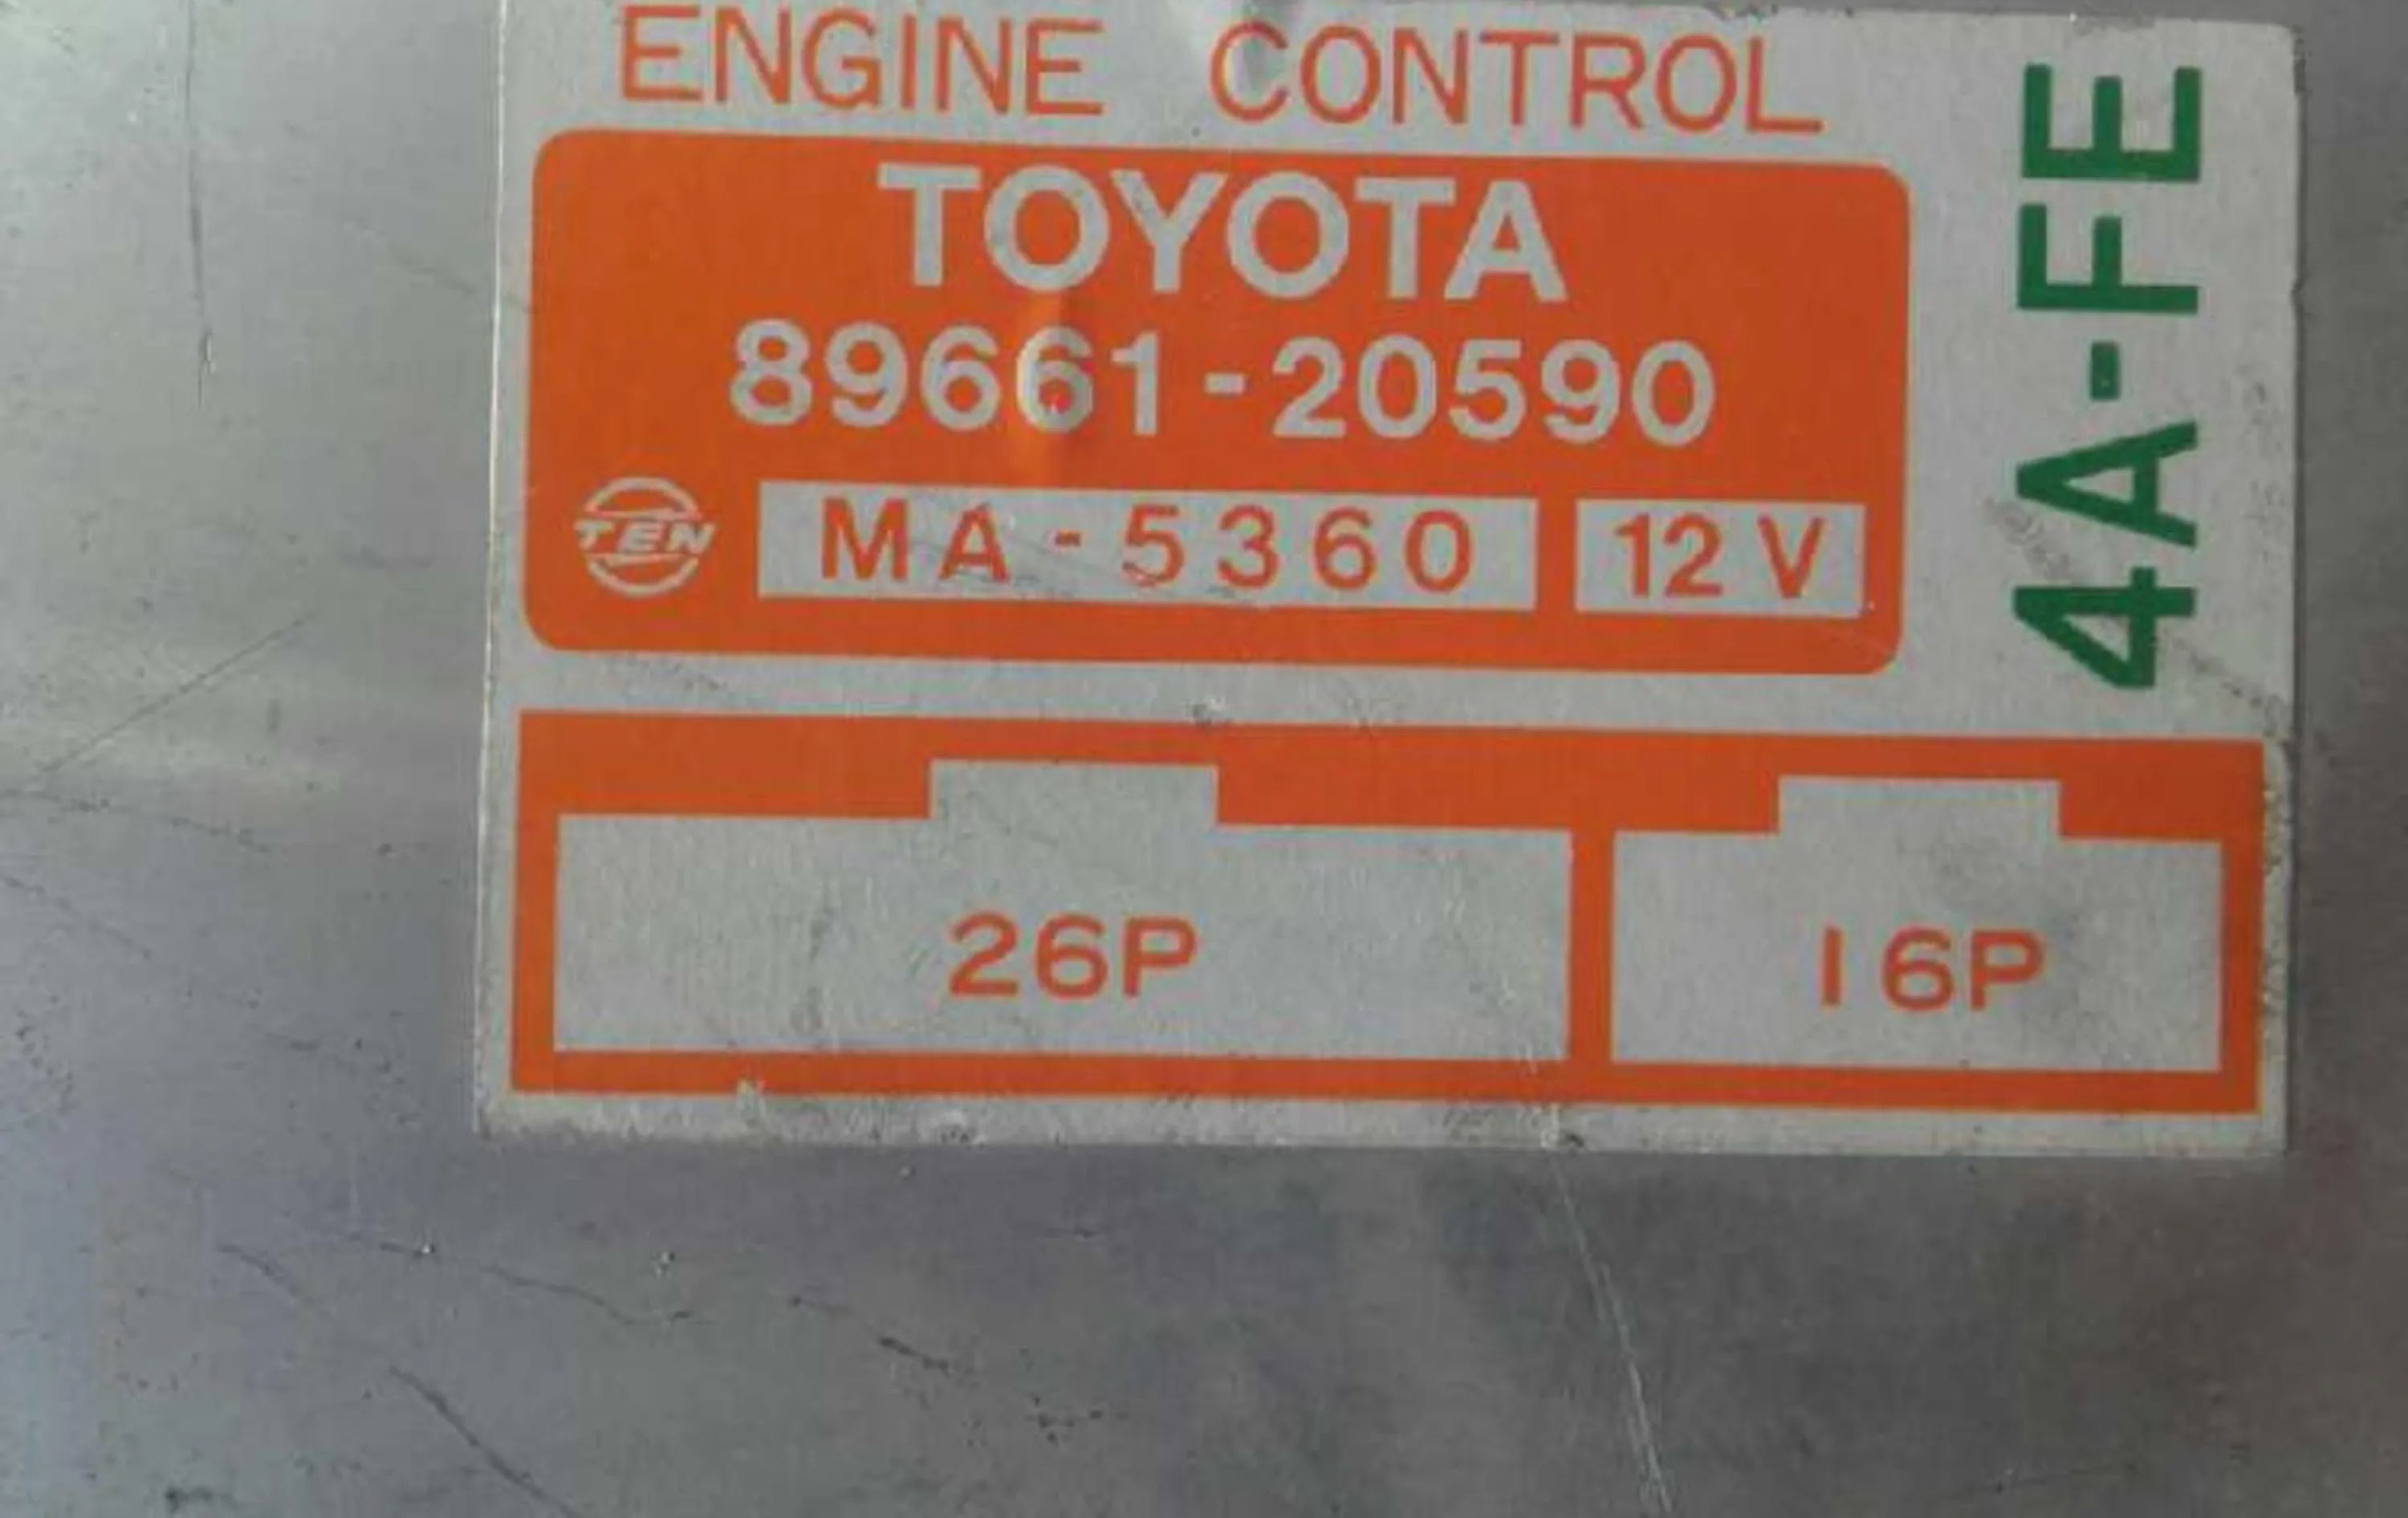 ENGINE CONTROL
TOYOTA
89661-20590
TEN
MA-5360
12V
4A-FE
26P
16P